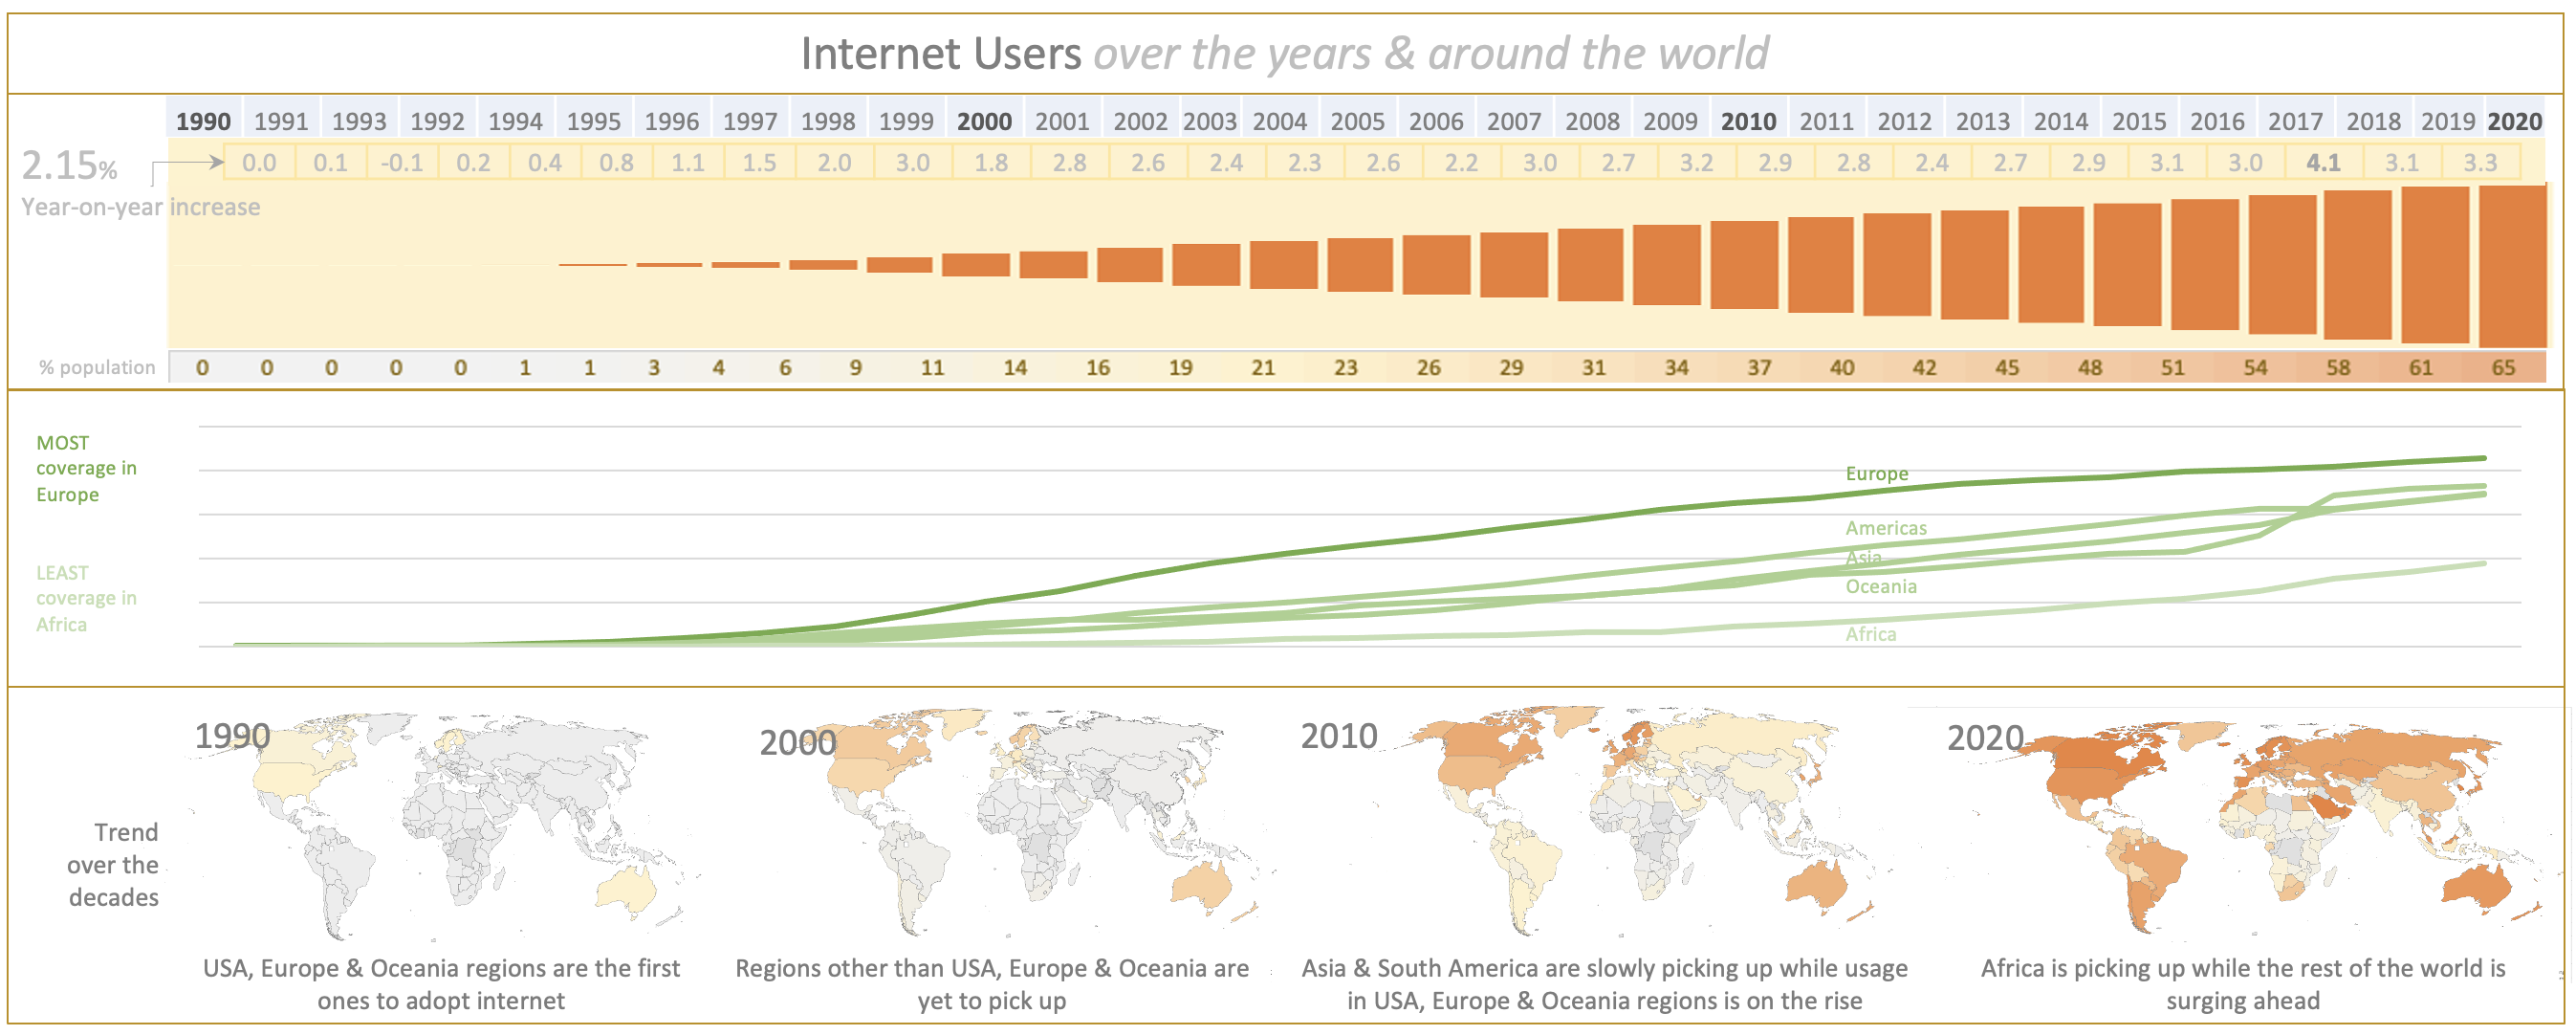 Internet Users over the years & around the world
1990 1991 1993 1992 1994 1995 1996 1997 1998 1999 2000 2001 2002 2003 2004 2005 2006 2007 2008 2009 2010 2011 2012 2013 2014 2015 2016 2017 2018 2019 2020
2.15%
0.0 0.1 -0.1 0.2 0.4 0.8 1.1 1.5 2.0 3.0 1.8 2.8 2.6 2.4 2.3 2.6 2.2 3.0 2.7 3.2 2.9 2.8 2.4 2.7 2.9 3.1 3.0 4.1 3.1 3.3
Year-on-year increase
% population 0 0 0 0 0 1 1 3 4 6 9 11 14 16 19 21 23 26 29 31 34 37 40 42 45 48 51 54 58 61 65
MOST
coverage in
Europe
LEAST
coverage in
Africa
Europe
Americas
Asia
Oceania
Africa
Trend
over the
decades
1990
USA, Europe & Oceania regions are the first
ones to adopt internet
2000
Regions other than USA, Europe & Oceania are
yet to pick up
2010
Asia & South America are slowly picking up while usage
in USA, Europe & Oceania regions is on the rise
2020
Africa is picking up while the rest of the world is
surging ahead